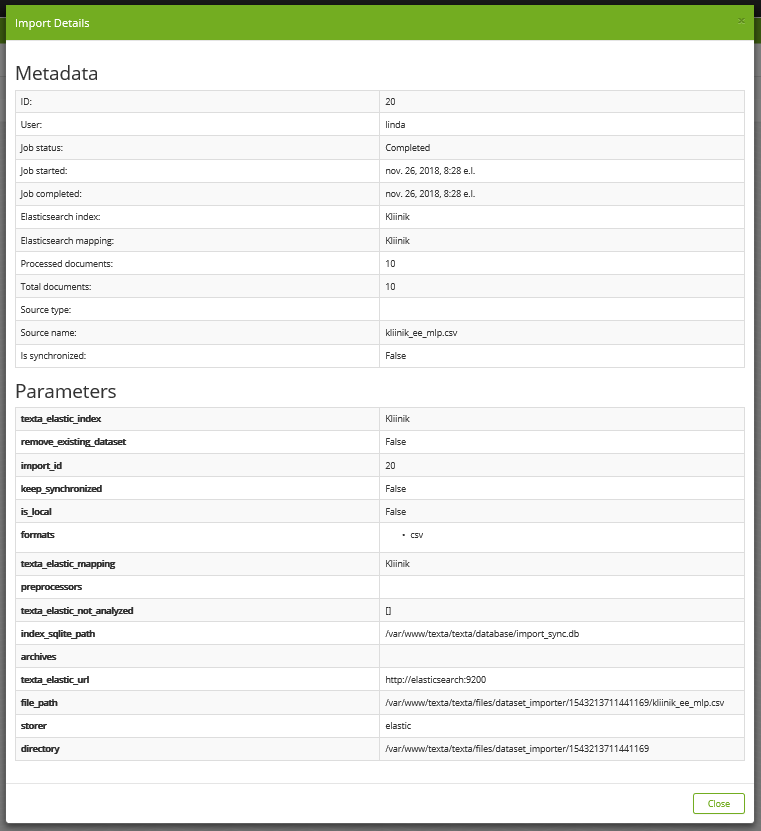 Import Details
×
Metadata
ID: 20
User: linda
Job status: Completed
Job started: nov. 26, 2018, 8:28 e.l.
Job completed: nov. 26, 2018, 8:28 e.l.
Elasticsearch index: Kliinik
Elasticsearch mapping: Kliinik
Processed documents: 10
Total documents: 10
Source type:
Source name: kliinik_ee_mlp.csv
Is synchronized: False
Parameters
texta_elastic_index Kliinik
remove_existing_dataset False
import_id 20
keep_synchronized False
is_local False
formats • csv
texta_elastic_mapping Kliinik
preprocessors
texta_elastic_not_analyzed []
index_sqlite_path /var/www/texta/texta/database/import_sync.db
archives
texta_elastic_url http://elasticsearch:9200
file_path /var/www/texta/texta/files/dataset_importer/1543213711441169/kliinik_ee_mlp.csv
storer elastic
directory /var/www/texta/texta/files/dataset_importer/1543213711441169
Close